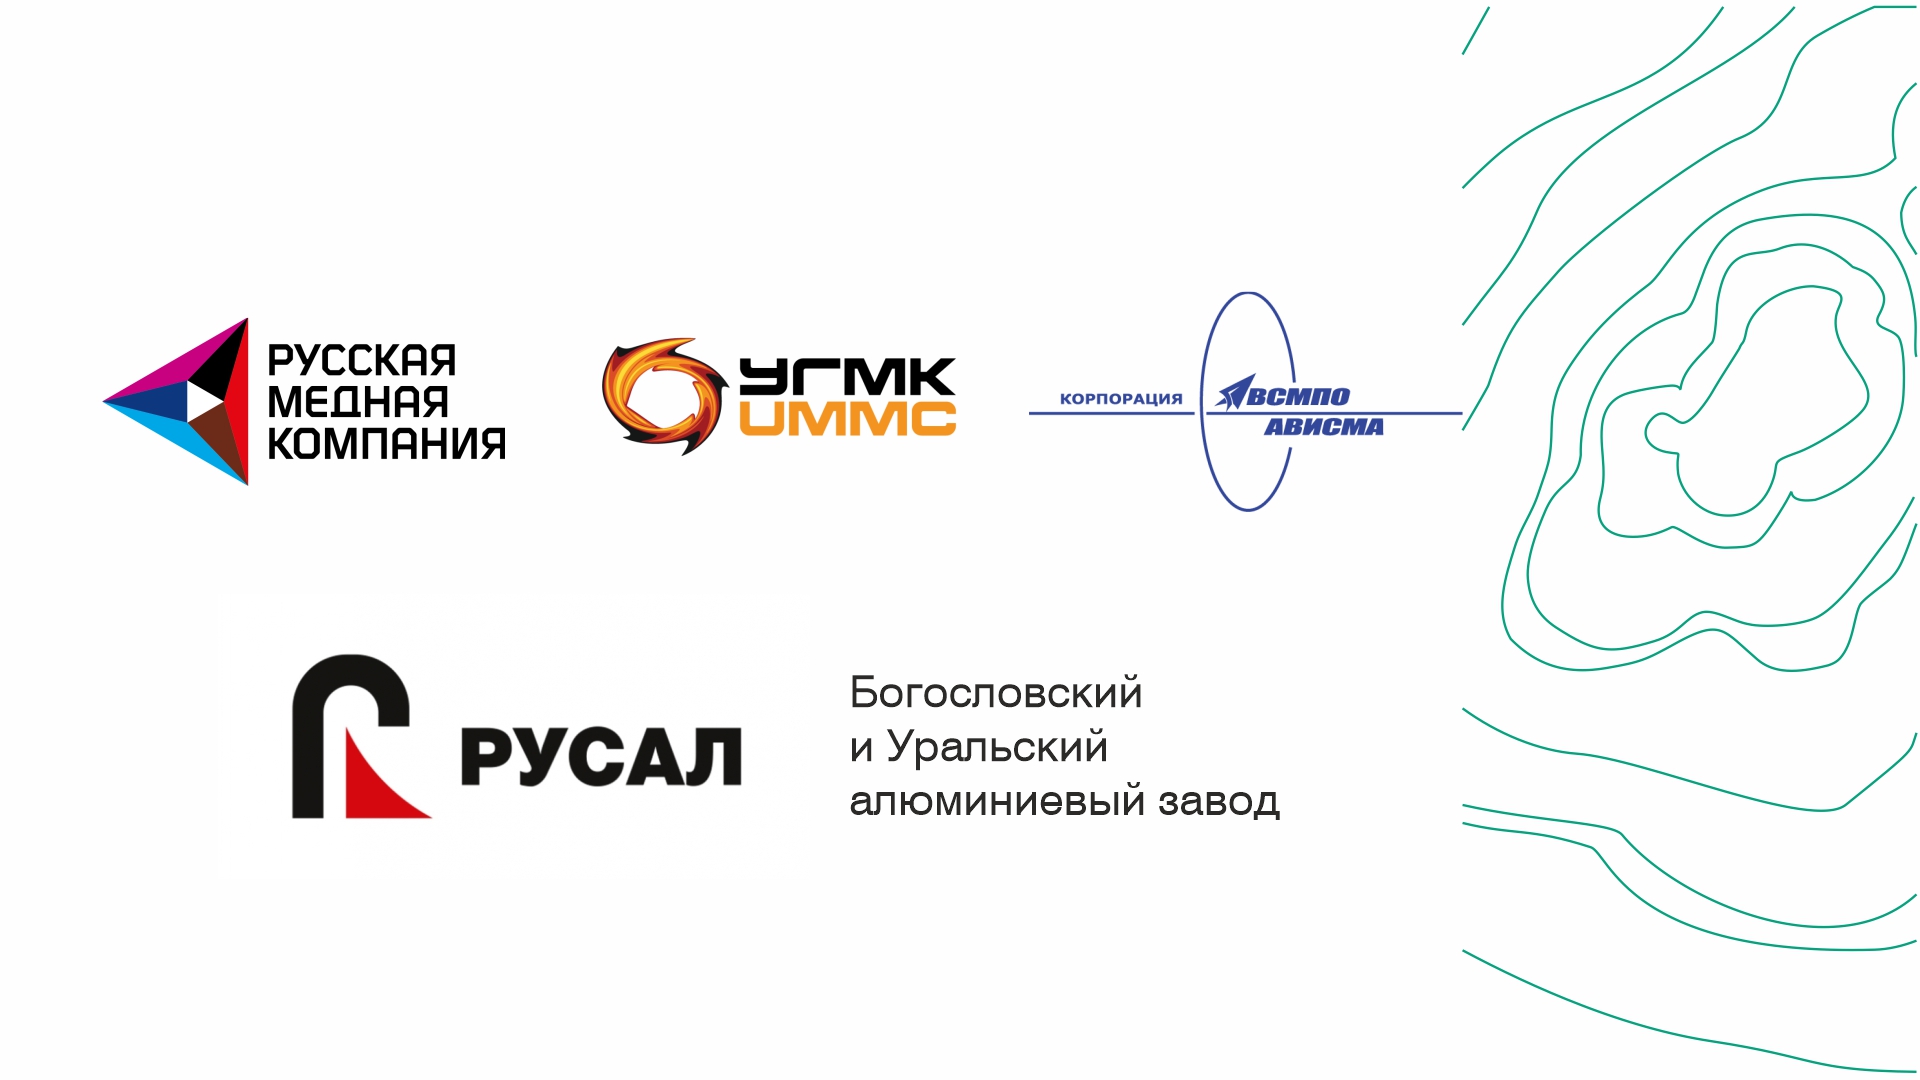 РУССКАЯ
МЕДНАЯ
КОМПАНИЯ
УГМК
UMMC
КОРПОРАЦИЯ
ВСМПО
АВИСМА
РУСАЛ
Богословский
и Уральский
алюминиевый завод